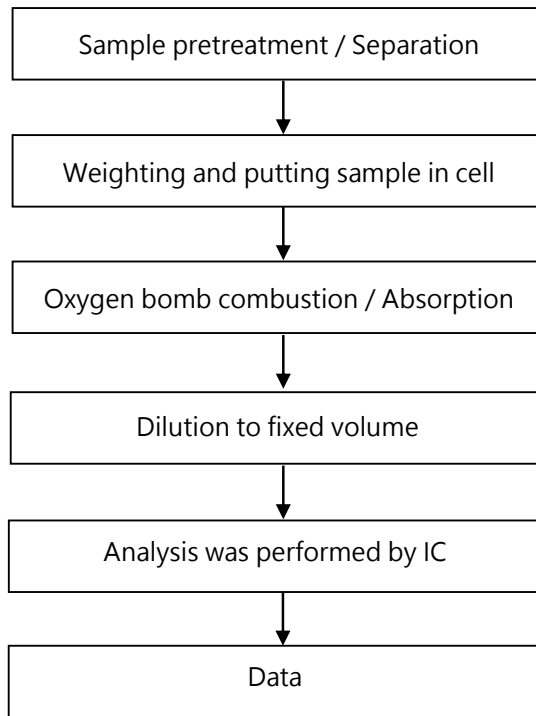 Sample pretreatment / Separation
Weighting and putting sample in cell
Oxygen bomb combustion / Absorption
Dilution to fixed volume
Analysis was performed by IC
Data